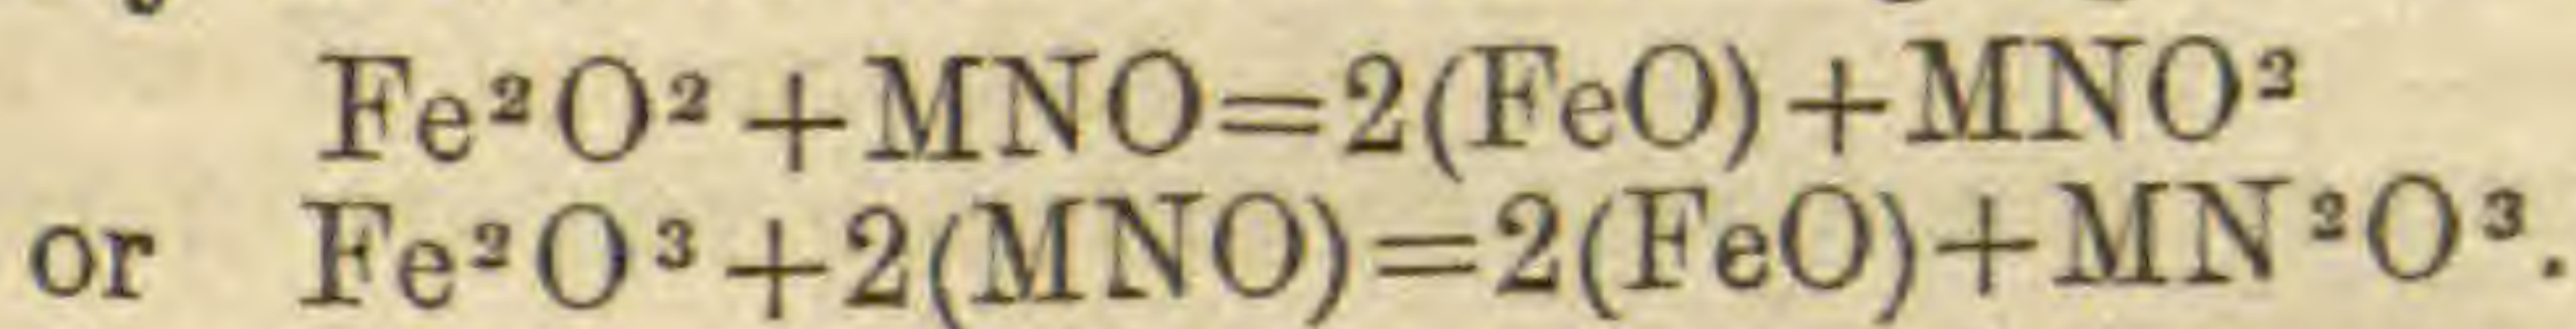 Fe²O²+MNO=2(FeO)+MNO²
or Fe²O³+2(MNO)=2(FeO)+MN²O³.